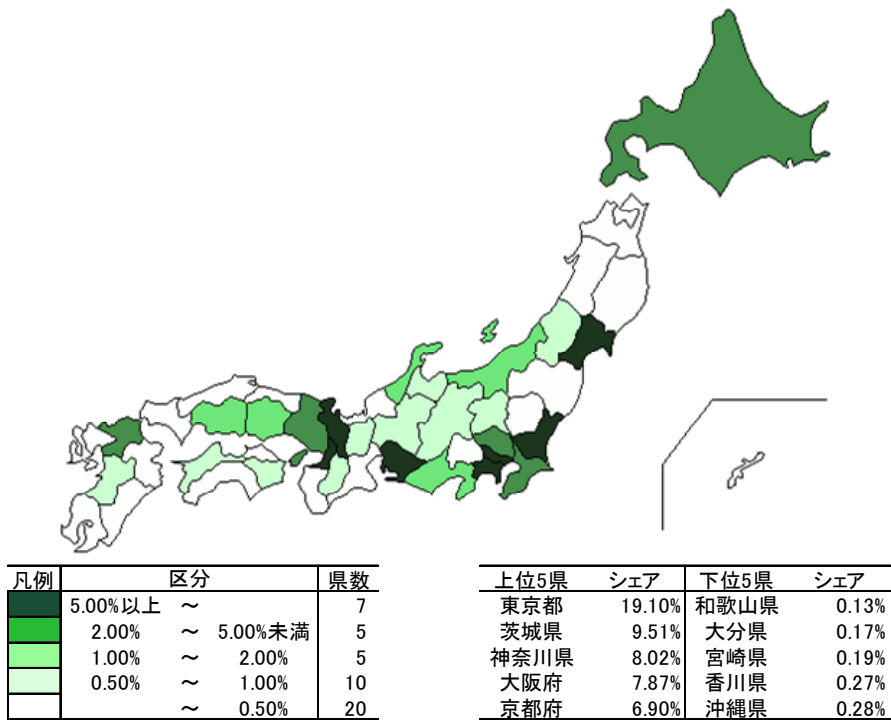 凡例 区分 県数
5.00%以上 ～ 7
2.00% ～ 5.00%未満 5
1.00% ～ 2.00% 5
0.50% ～ 1.00% 10
～ 0.50% 20
上位5県 シェア 下位5県 シェア
東京都 19.10% 和歌山県 0.13%
茨城県 9.51% 大分県 0.17%
神奈川県 8.02% 宮崎県 0.19%
大阪府 7.87% 香川県 0.27%
京都府 6.90% 沖縄県 0.28%